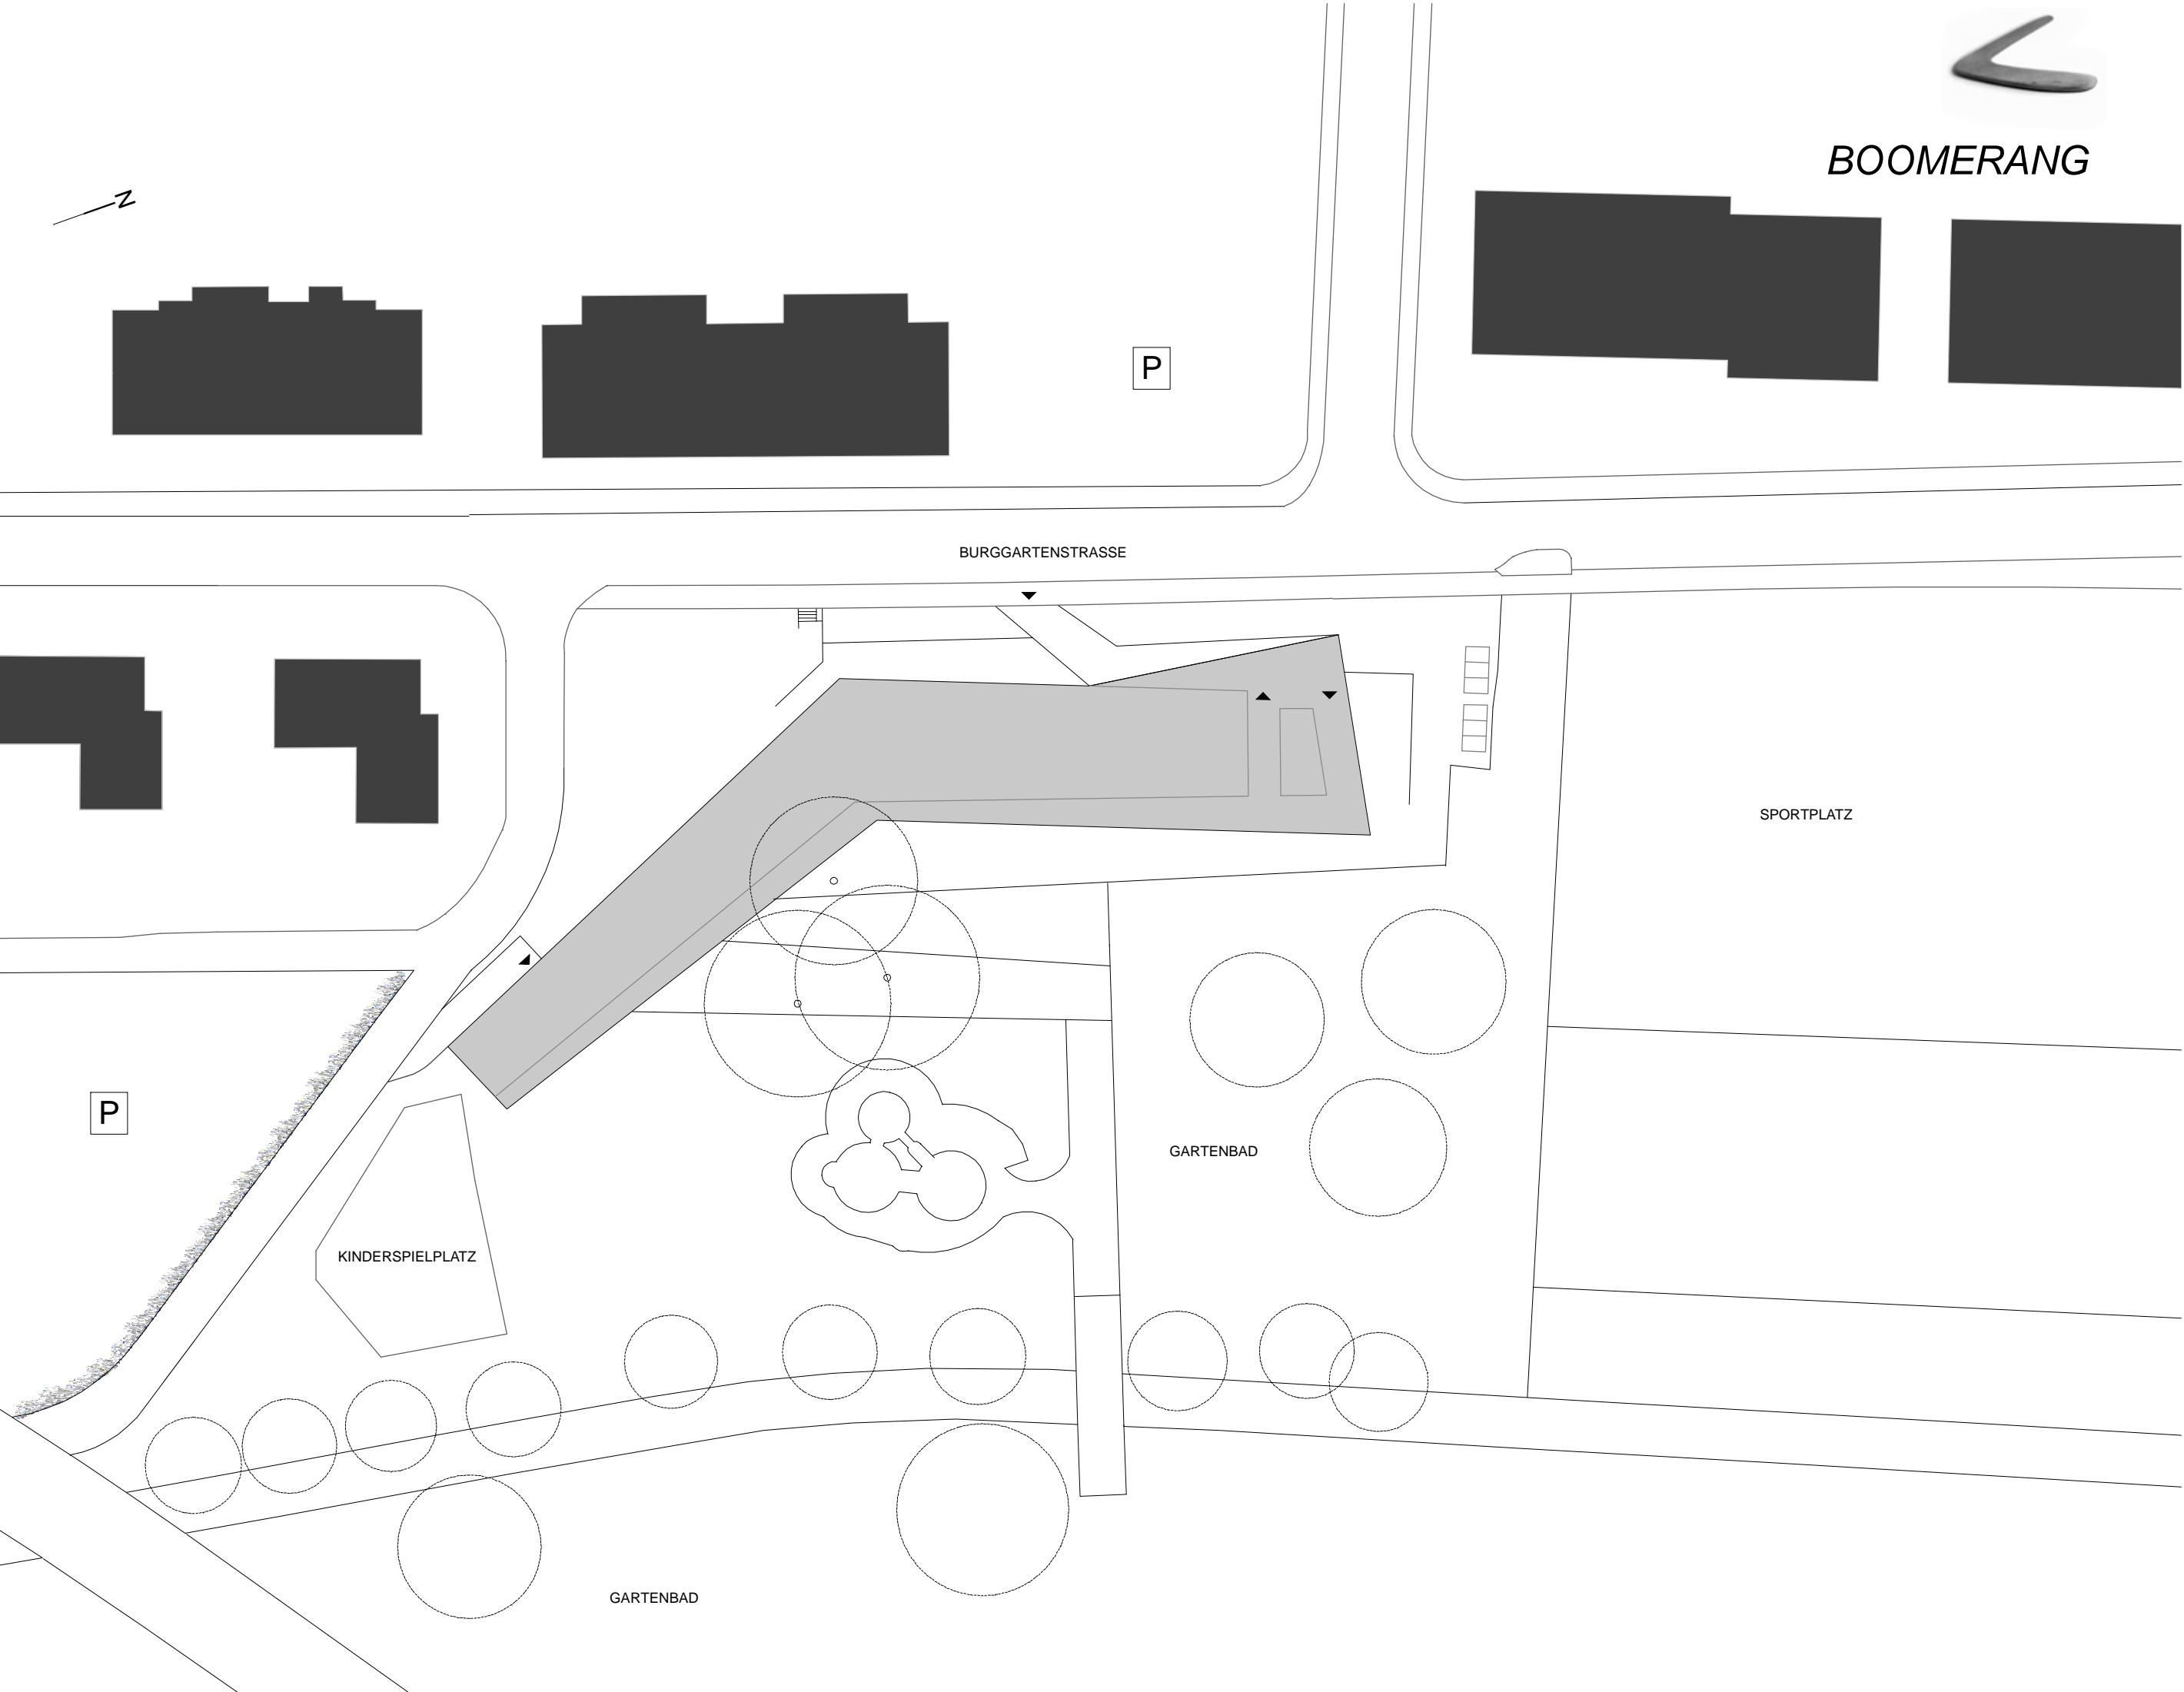 BOOMERANG
N
P
BURGGARTENSTRASSE
SPORTPLATZ
P
GARTENBAD
KINDERSPIELPLATZ
GARTENBAD